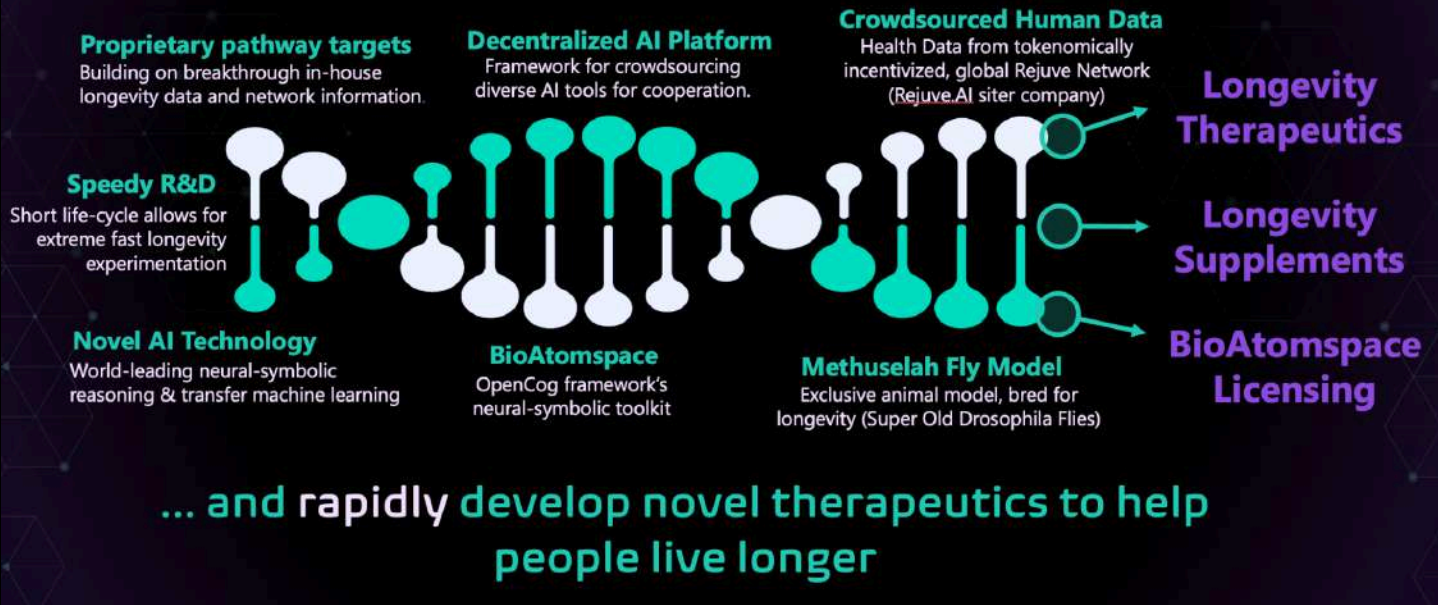 Proprietary pathway targets
Building on breakthrough in-house
longevity data and network information.
Decentralized AI Platform
Framework for crowdsourcing
diverse AI tools for cooperation.
Crowdsourced Human Data
Health Data from tokenomically
incentivized, global Rejuve Network
(Rejuve.AI siter company)
Speedy R&D
Short life-cycle allows for
extreme fast longevity
experimentation
Novel AI Technology
World-leading neural-symbolic
reasoning & transfer machine learning
BioAtomspace
OpenCog framework's
neural-symbolic toolkit
Methuselah Fly Model
Exclusive animal model, bred for
longevity (Super Old Drosophila Flies)
Longevity
Therapeutics
Longevity
Supplements
BioAtomspace
Licensing
... and rapidly develop novel therapeutics to help
people live longer